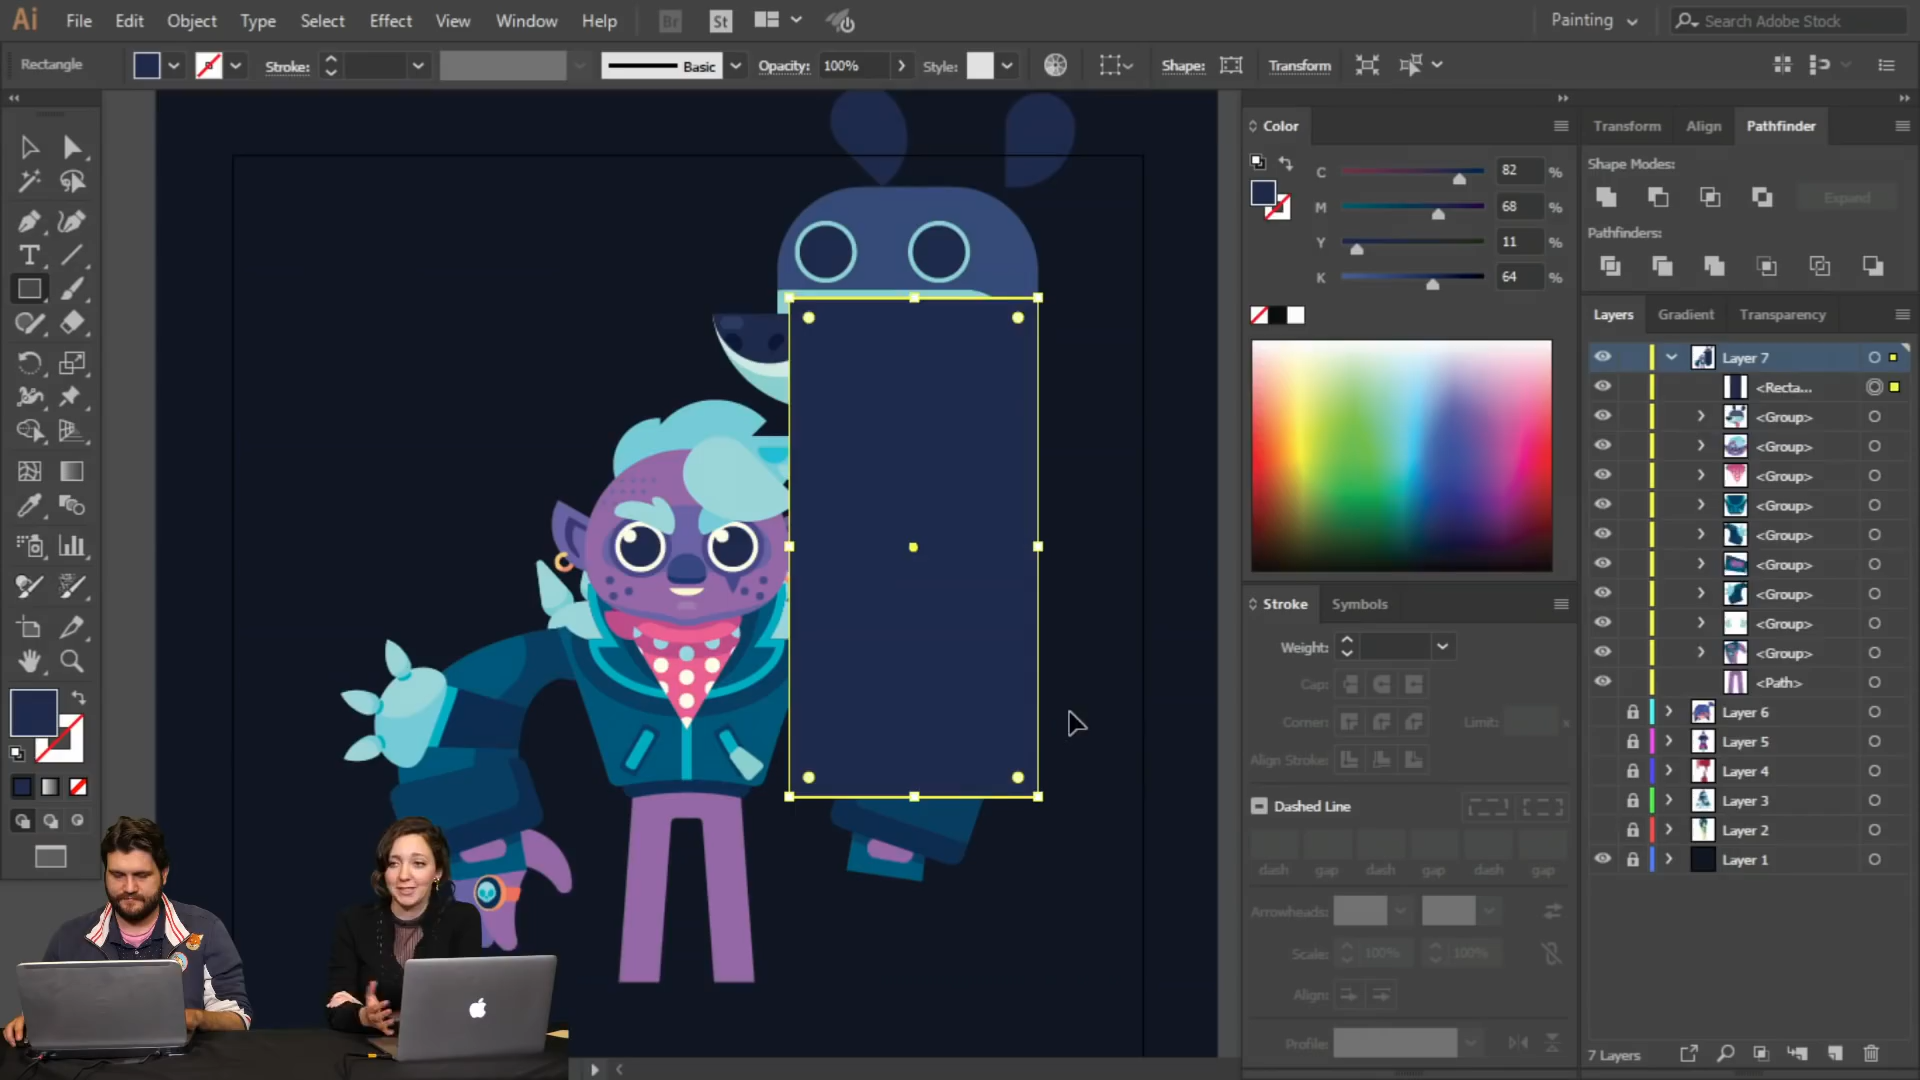 Ai File Edit Object Type Select Effect View Window Help Br St Painting Search Adobe Stock
Rectangle Stroke: Basic Opacity: 100% Style: Shape: Transform
Color
C 82 %
M 68 %
Y 11 %
K 64 %
Transform Align Pathfinder
Shape Modes:
Expand
Pathfinders:
Layers Gradient Transparency
Layer 7
<Recta...
<Group>
<Group>
<Group>
<Group>
<Group>
<Group>
<Group>
<Group>
<Group>
<Path>
Layer 6
Layer 5
Layer 4
Layer 3
Layer 2
Layer 1
7 Layers
Stroke Symbols
Weight:
Cap:
Corner: Limit: x
Align Stroke:
Dashed Line
dash gap dash gap dash gap
Arrowheads:
Scale: 100% 100%
Align:
Profile: